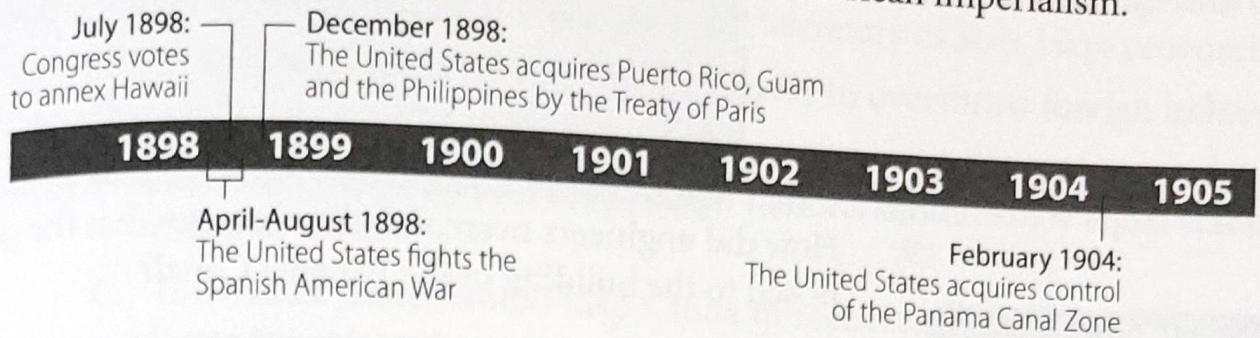 imperialism.
July 1898:
Congress votes
to annex Hawaii
December 1898:
The United States acquires Puerto Rico, Guam
and the Philippines by the Treaty of Paris
1898 1899 1900 1901 1902 1903 1904 1905
April-August 1898:
The United States fights the
Spanish American War
February 1904:
The United States acquires control
of the Panama Canal Zone